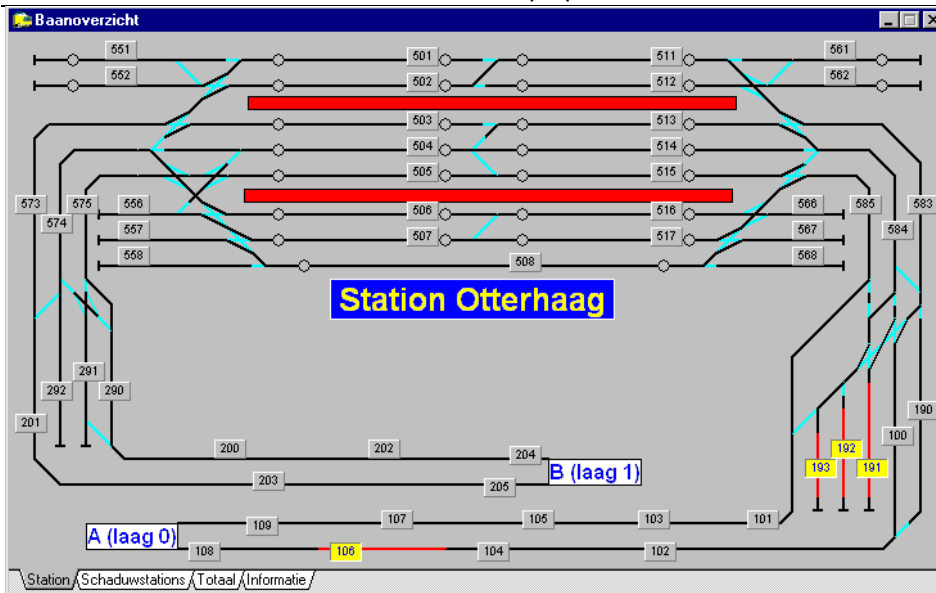 Baanoverzicht
551 501 511 561
552 502 512 562
503 513
504 514
505 515
573 575 556 506 516 566 585 583
574 557 507 517 567 584
558 508 568
Station Otterhaag
291
292 290
201 190
200 202 204 192 100
B (laag 1) 193 191
203 205
109 107 105 103 101
A (laag 0)
108 106 104 102
Station Schaduwstations Totaal Informatie